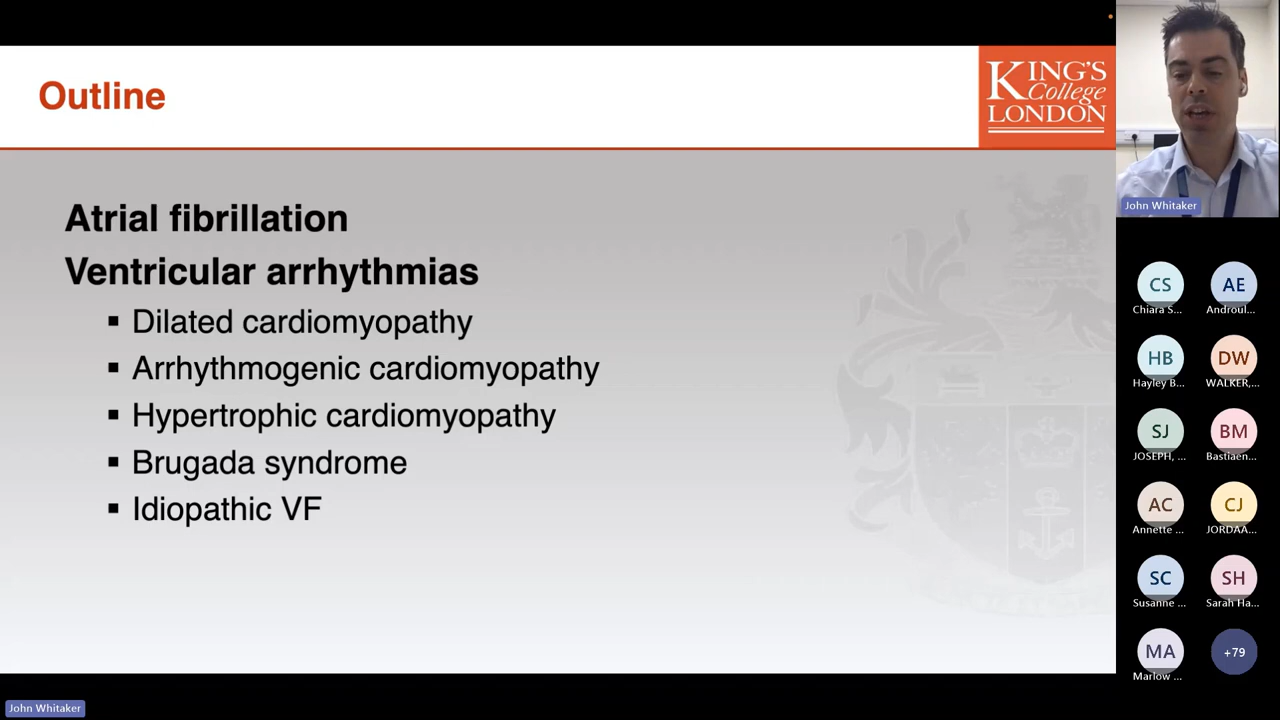 Outline
KING'S
College
LONDON
Atrial fibrillation
Ventricular arrhythmias
▪ Dilated cardiomyopathy
▪ Arrhythmogenic cardiomyopathy
▪ Hypertrophic cardiomyopathy
▪ Brugada syndrome
▪ Idiopathic VF
John Whitaker
CS AE
Chiara S... Androul...
HB DW
Hayley B... WALKER,...
SJ BM
JOSEPH, ... Bastiaen...
AC CJ
Annette ... JORDAA...
SC SH
Susanne ... Sarah Ha...
MA +79
Marlow ...
John Whitaker